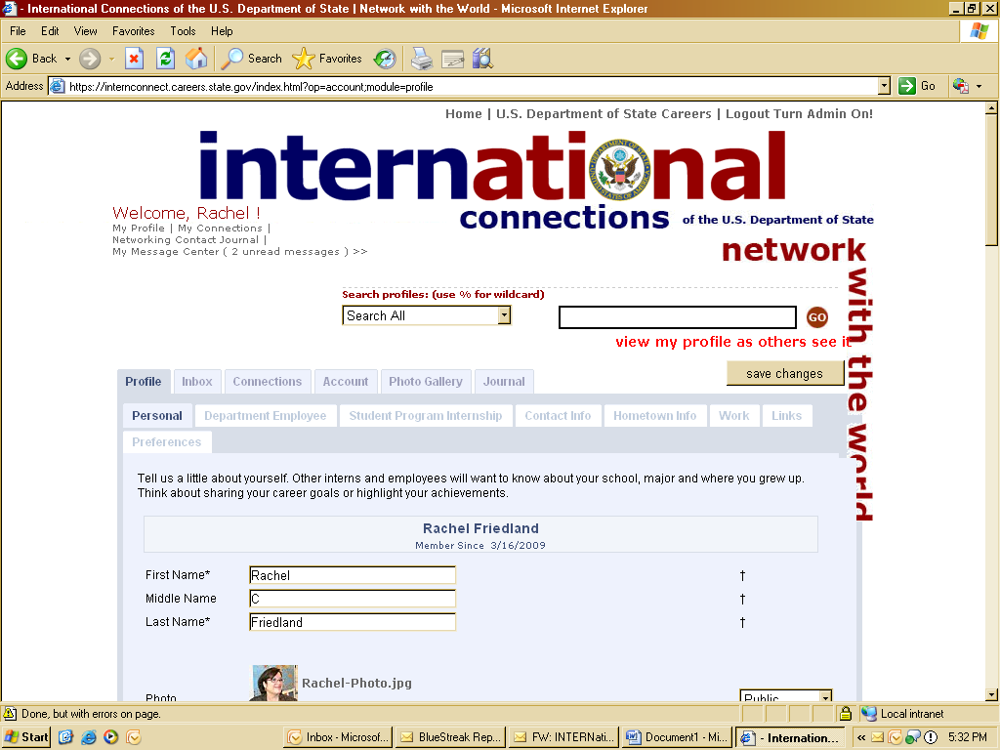 - International Connections of the U.S. Department of State | Network with the World - Microsoft Internet Explorer
File Edit View Favorites Tools Help
Back Search Favorites
Address https://internconnect.careers.state.gov/index.html?op=account;module=profile Go
Home | U.S. Department of State Careers | Logout Turn Admin On!
international
connections of the U.S. Department of State
network
with the world
Welcome, Rachel !
My Profile | My Connections |
Networking Contact Journal |
My Message Center ( 2 unread messages ) >>
Search profiles: (use % for wildcard)
Search All GO
view my profile as others see it
save changes
Profile Inbox Connections Account Photo Gallery Journal
Personal Department Employee Student Program Internship Contact Info Hometown Info Work Links
Preferences
Tell us a little about yourself. Other interns and employees will want to know about your school, major and where you grew up.
Think about sharing your career goals or highlight your achievements.
Rachel Friedland
Member Since 3/16/2009
First Name* Rachel †
Middle Name C †
Last Name* Friedland †
Rachel-Photo.jpg
Photo Public
Done, but with errors on page. Local intranet
Start Inbox - Microsof... BlueStreak Rep... FW: INTERNati... Document1 - Mi... - Internation... « 5:32 PM